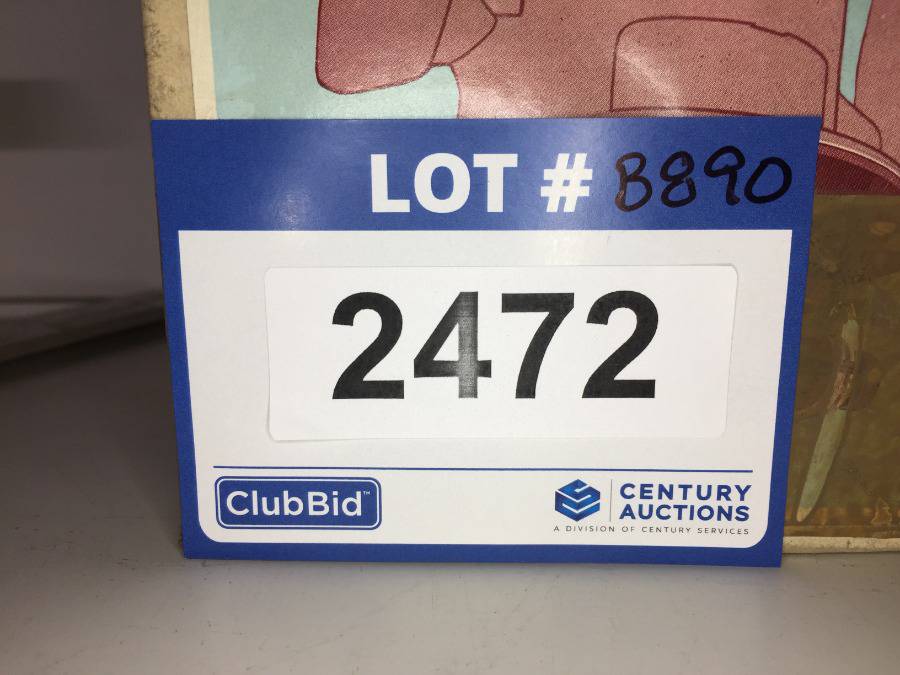 LOT # B890
2472
ClubBid™
CENTURY
AUCTIONS
A DIVISION OF CENTURY SERVICES